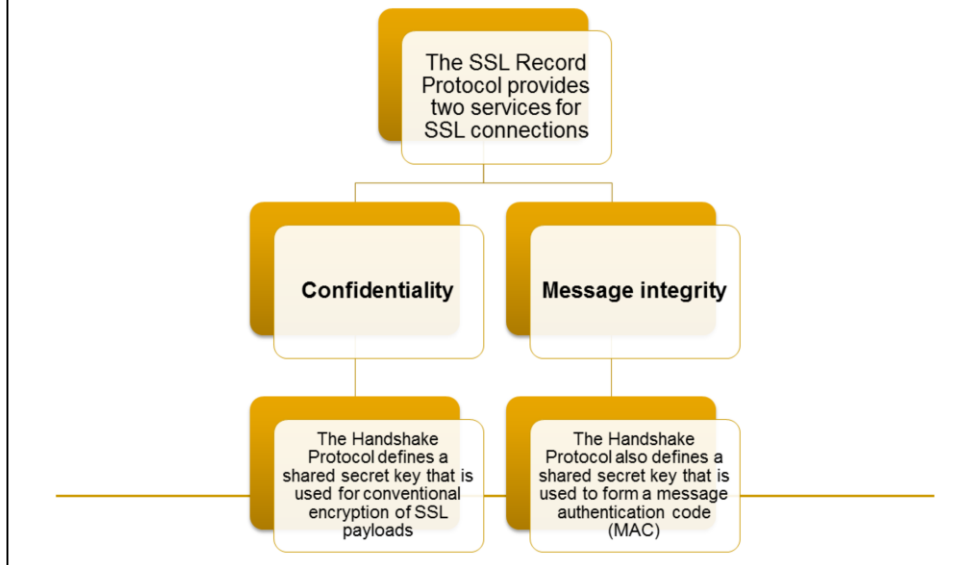 The SSL Record
Protocol provides
two services for
SSL connections
Confidentiality
Message integrity
The Handshake
Protocol defines a
shared secret key that is
used for conventional
encryption of SSL
payloads
The Handshake
Protocol also defines a
shared secret key that is
used to form a message
authentication code
(MAC)